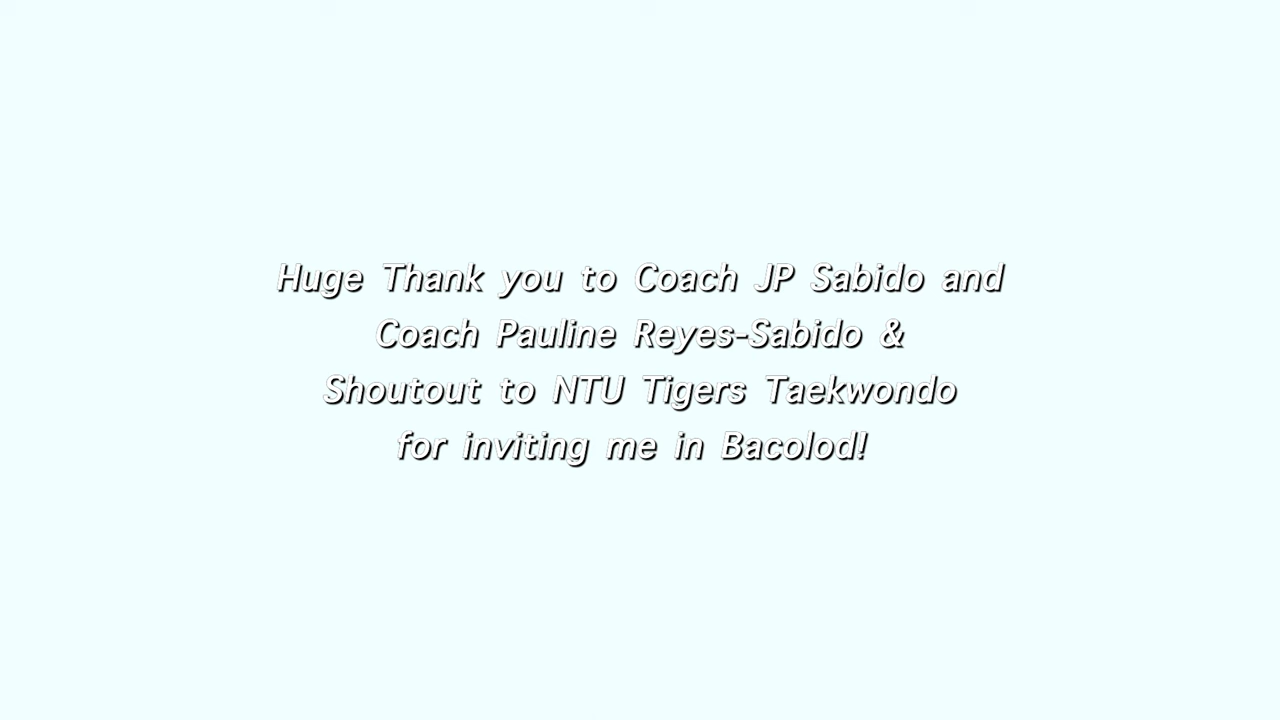 Huge Thank you to Coach JP Sabido and
Coach Pauline Reyes-Sabido &
Shoutout to NTU Tigers Taekwondo
for inviting me in Bacolod!